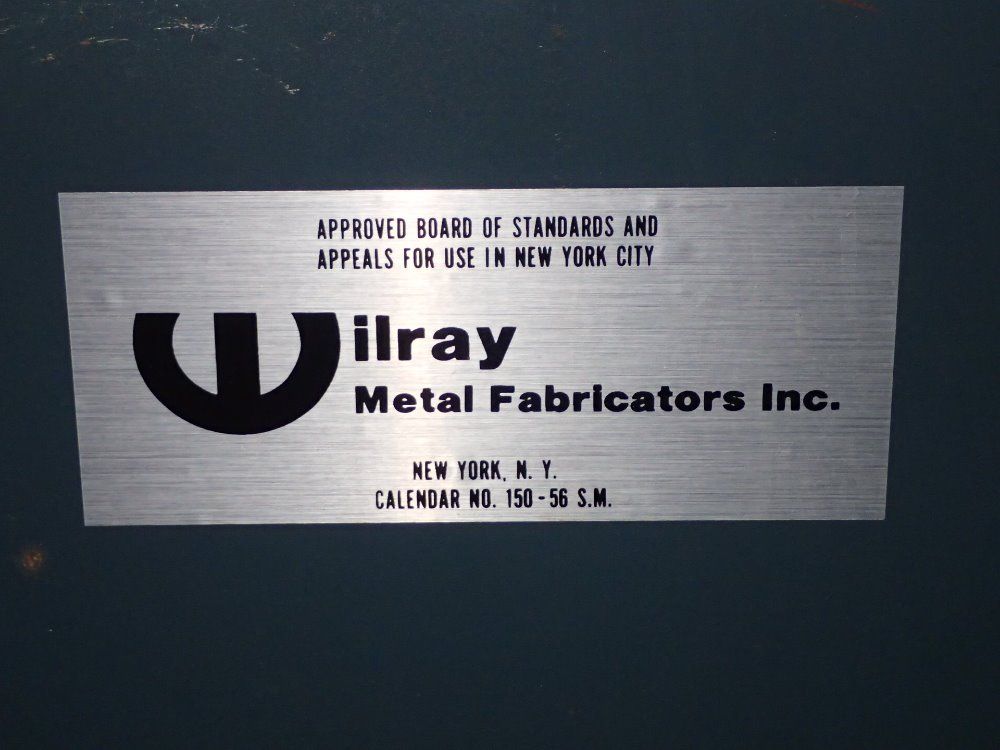 APPROVED BOARD OF STANDARDS AND
APPEALS FOR USE IN NEW YORK CITY
Wilray
Metal Fabricators Inc.
NEW YORK, N. Y.
CALENDAR NO. 150-56 S.M.